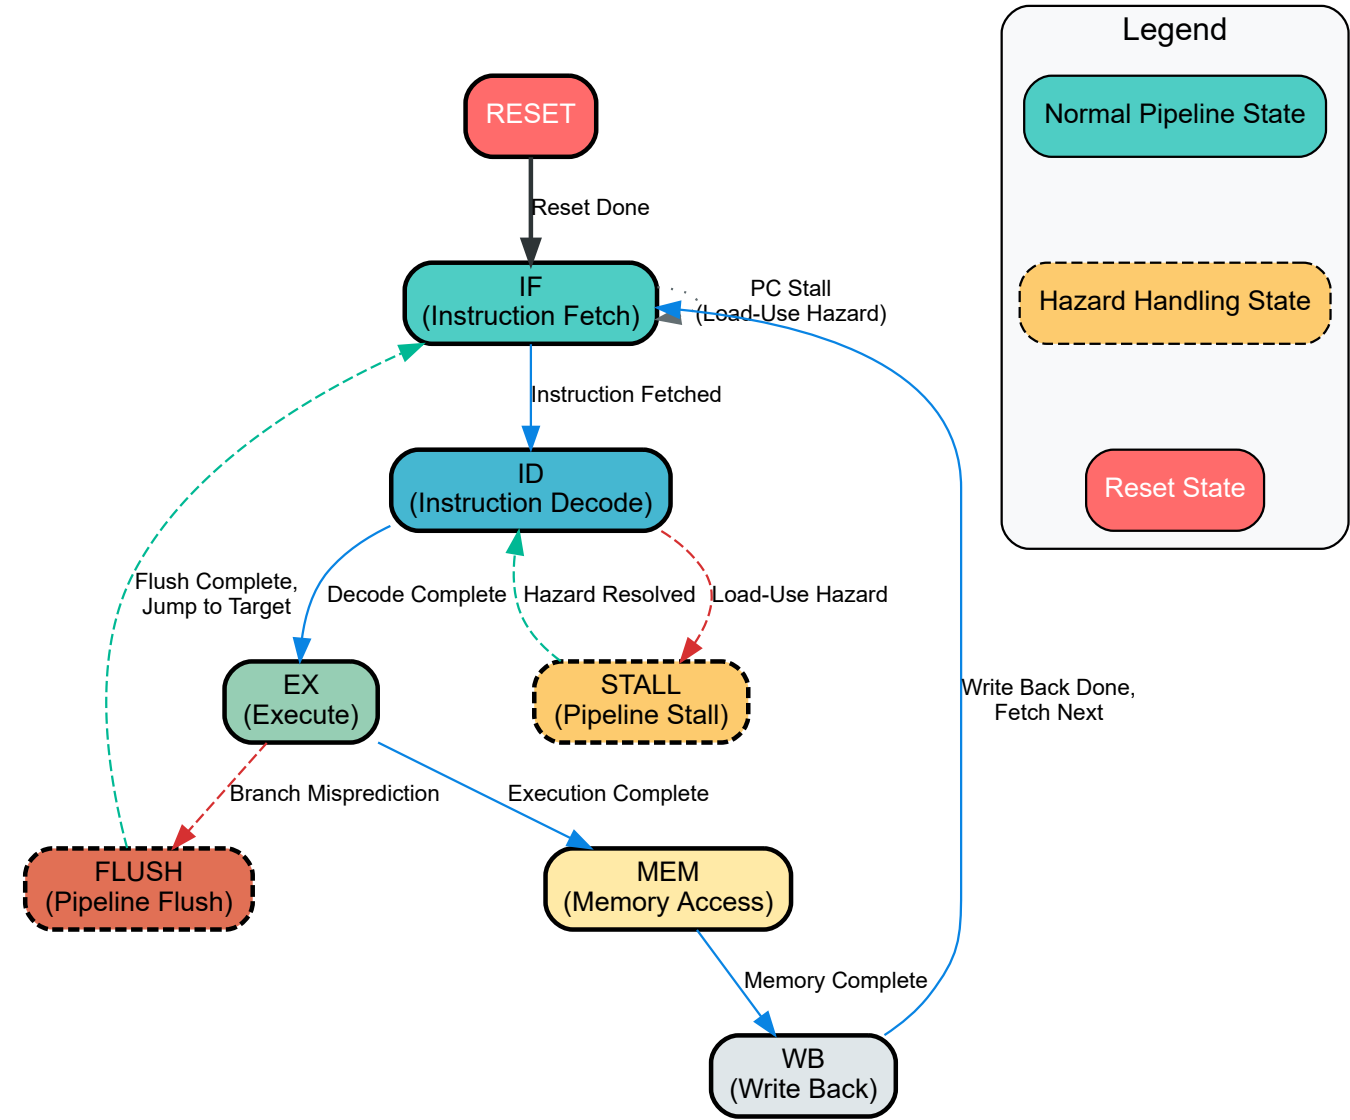 Legend
Normal Pipeline State
Hazard Handling State
Reset State
RESET
Reset Done
IF
(Instruction Fetch)
PC Stall
(Load-Use Hazard)
Instruction Fetched
ID
(Instruction Decode)
Flush Complete,
Jump to Target
Decode Complete
Hazard Resolved
Load-Use Hazard
EX
(Execute)
STALL
(Pipeline Stall)
Write Back Done,
Fetch Next
Branch Misprediction
Execution Complete
FLUSH
(Pipeline Flush)
MEM
(Memory Access)
Memory Complete
WB
(Write Back)